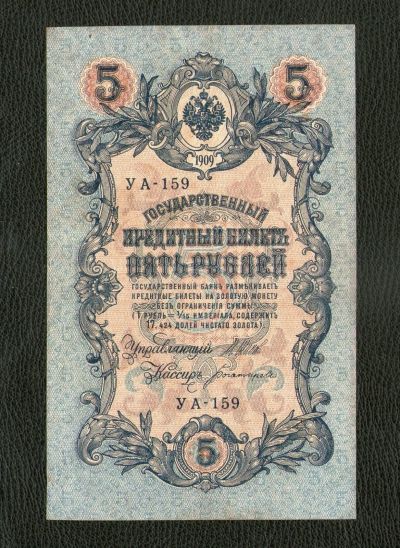 5 5
1909
УА-159
ГОСУДАРСТВЕННЫЙ
КРЕДИТНЫЙ БИЛЕТЪ
ПЯТЬ РУБЛЕЙ
ГОСУДАРСТВЕННЫЙ БАНКЪ РАЗМѢНИВАЕТЪ
КРЕДИТНЫЕ БИЛЕТЫ НА ЗОЛОТУЮ МОНЕТУ
БЕЗЪ ОГРАНИЧЕНІЯ СУММЫ
(1 РУБЛЬ = 1/15 ИМПЕРІАЛА, СОДЕРЖИТЪ
17,424 ДОЛЕЙ ЧИСТАГО ЗОЛОТА)
Управляющій
Кассиръ
УА-159
5